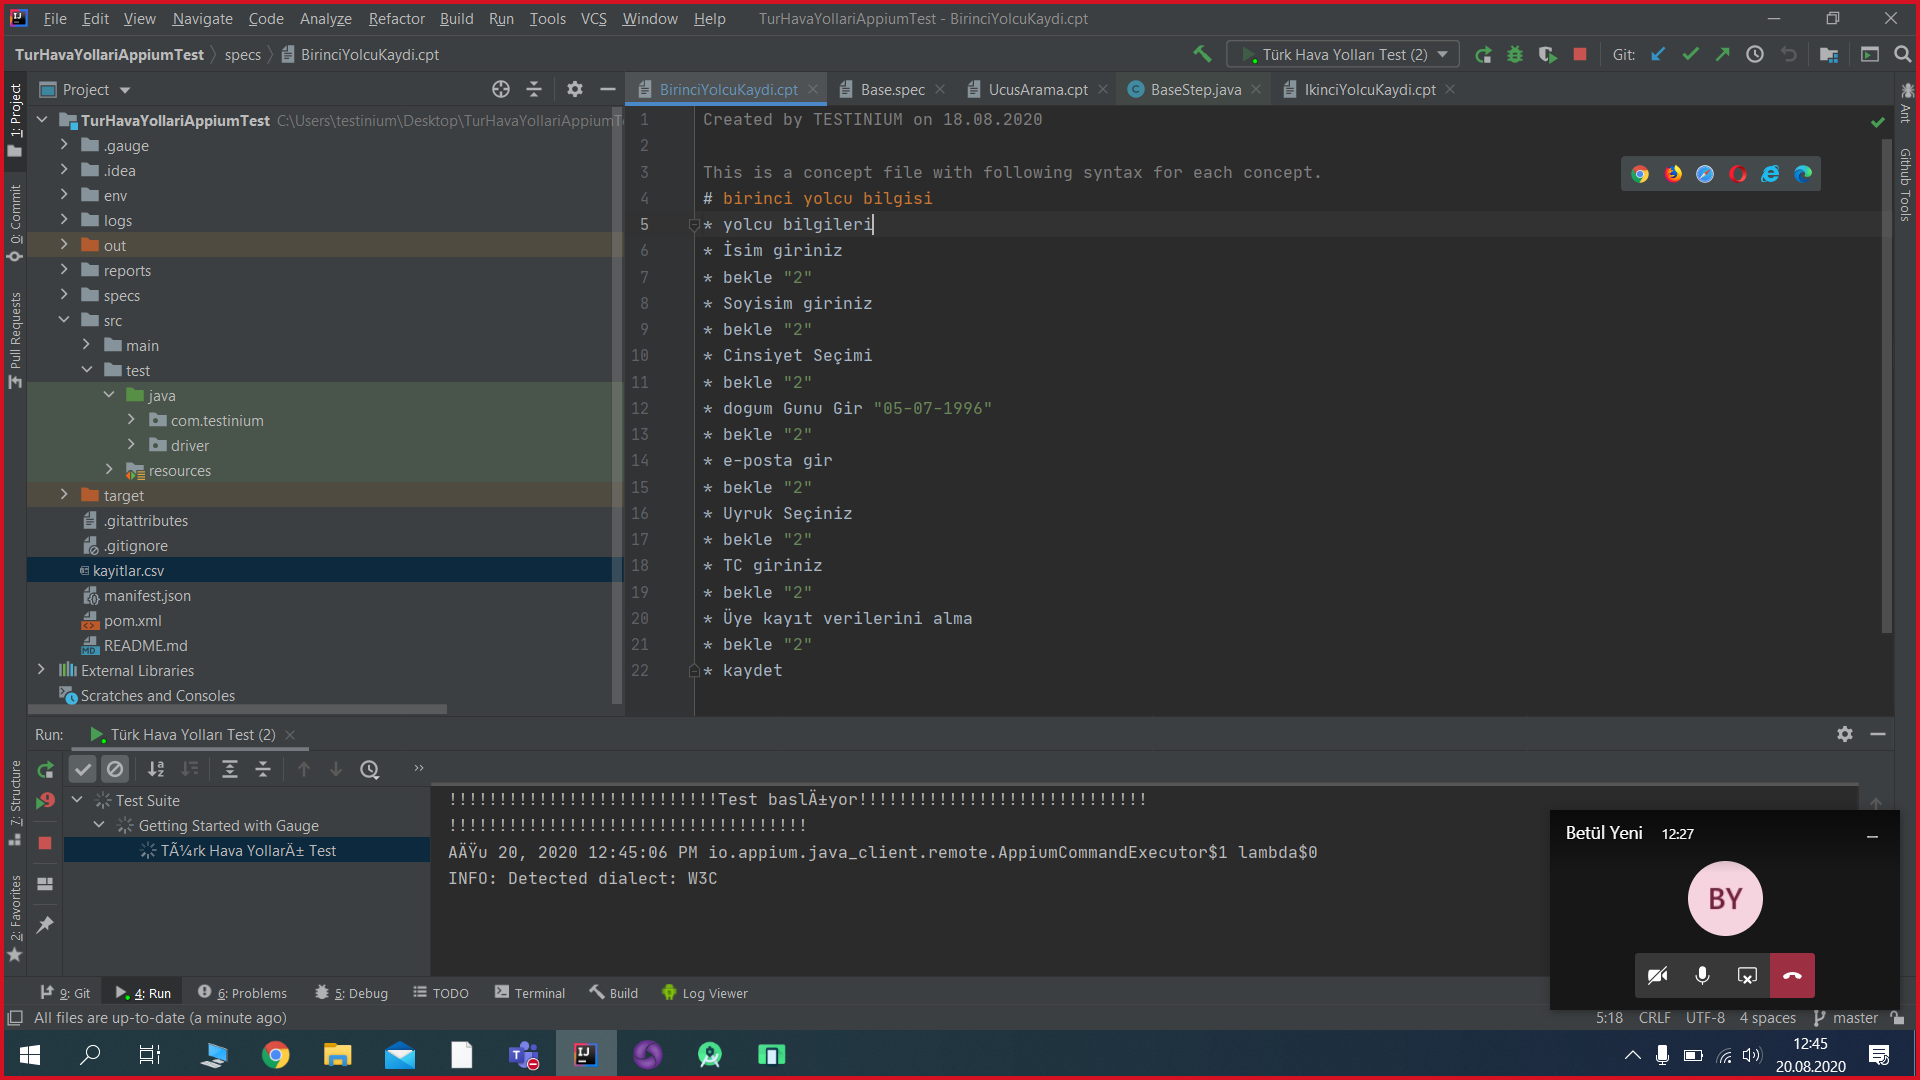 File Edit View Navigate Code Analyze Refactor Build Run Tools VCS Window Help TurHavaYollariAppiumTest - BirinciYolcuKaydi.cpt
TurHavaYollariAppiumTest specs BirinciYolcuKaydi.cpt Türk Hava Yolları Test (2) Git:
Project BirinciYolcuKaydi.cpt Base.spec UcusArama.cpt BaseStep.java IkinciYolcuKaydi.cpt
1: Project
0: Commit
Pull Requests
7: Structure
2: Favorites
Ant
Github Tools
TurHavaYollariAppiumTest C:\Users\testinium\Desktop\TurHavaYollariAppiumT
.gauge
.idea
env
logs
out
reports
specs
src
main
test
java
com.testinium
driver
resources
target
.gitattributes
.gitignore
kayitlar.csv
manifest.json
pom.xml
README.md
External Libraries
Scratches and Consoles
1 Created by TESTINIUM on 18.08.2020
2
3 This is a concept file with following syntax for each concept.
4 # birinci yolcu bilgisi
5 * yolcu bilgileri
6 * İsim giriniz
7 * bekle "2"
8 * Soyisim giriniz
9 * bekle "2"
10 * Cinsiyet Seçimi
11 * bekle "2"
12 * dogum Gunu Gir "05-07-1996"
13 * bekle "2"
14 * e-posta gir
15 * bekle "2"
16 * Uyruk Seçiniz
17 * bekle "2"
18 * TC giriniz
19 * bekle "2"
20 * Üye kayıt verilerini alma
21 * bekle "2"
22 * kaydet
Run: Türk Hava Yolları Test (2)
Test Suite
Getting Started with Gauge
TÃ¼rk Hava YollarÄ± Test
!!!!!!!!!!!!!!!!!!!!!!!!!!!Test baslÄ±yor!!!!!!!!!!!!!!!!!!!!!!!!!!!!!
!!!!!!!!!!!!!!!!!!!!!!!!!!!!!!!!!!!!
AÄŸu 20, 2020 12:45:06 PM io.appium.java_client.remote.AppiumCommandExecutor$1 lambda$0
INFO: Detected dialect: W3C
Betül Yeni 12:27
BY
9: Git 4: Run 6: Problems 5: Debug TODO Terminal Build Log Viewer
All files are up-to-date (a minute ago) 5:18 CRLF UTF-8 4 spaces master
12:45
20.08.2020